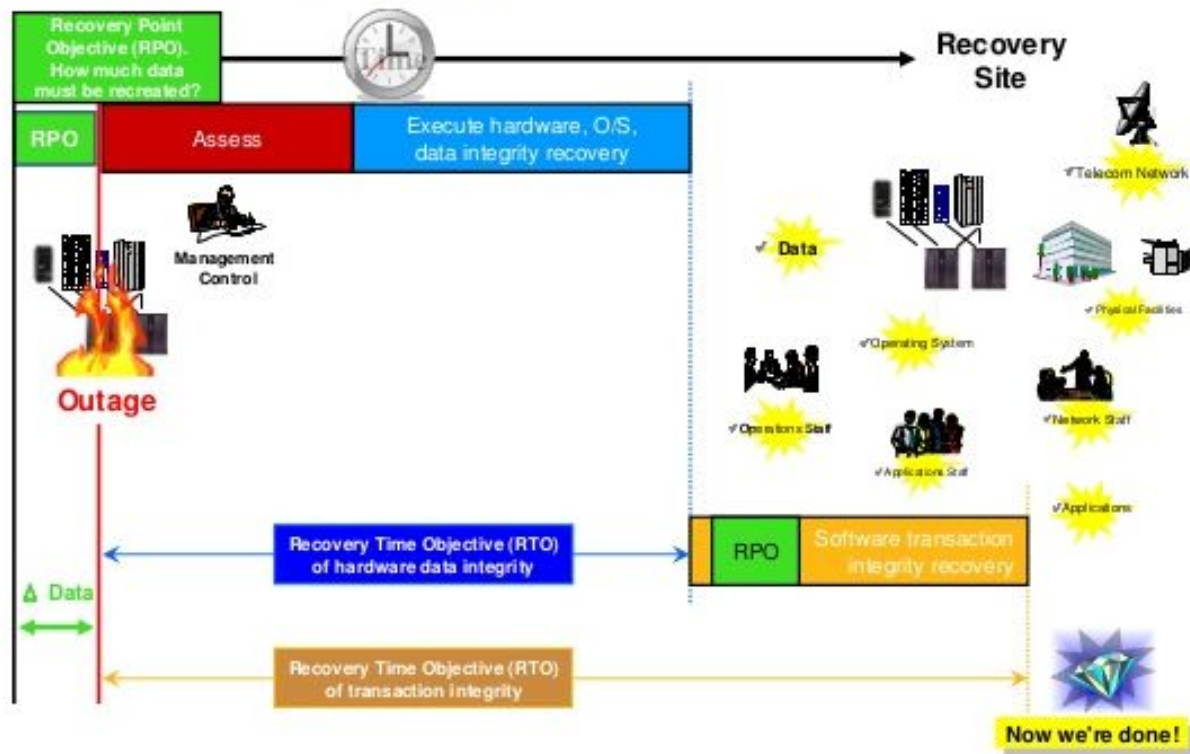 Recovery Point
Objective (RPO).
How much data
must be recreated?
Time
Recovery
Site
RPO
Assess
Execute hardware, O/S,
data integrity recovery
✓Telecom Network
Management
Control
✓ Data
✓Physical Facilities
✓Operating System
Outage
✓Operations Staff
✓Network Staff
✓Applications Staff
✓Applications
Recovery Time Objective (RTO)
of hardware data integrity
RPO
Software transaction
integrity recovery
Δ Data
Recovery Time Objective (RTO)
of transaction integrity
Now we're done!